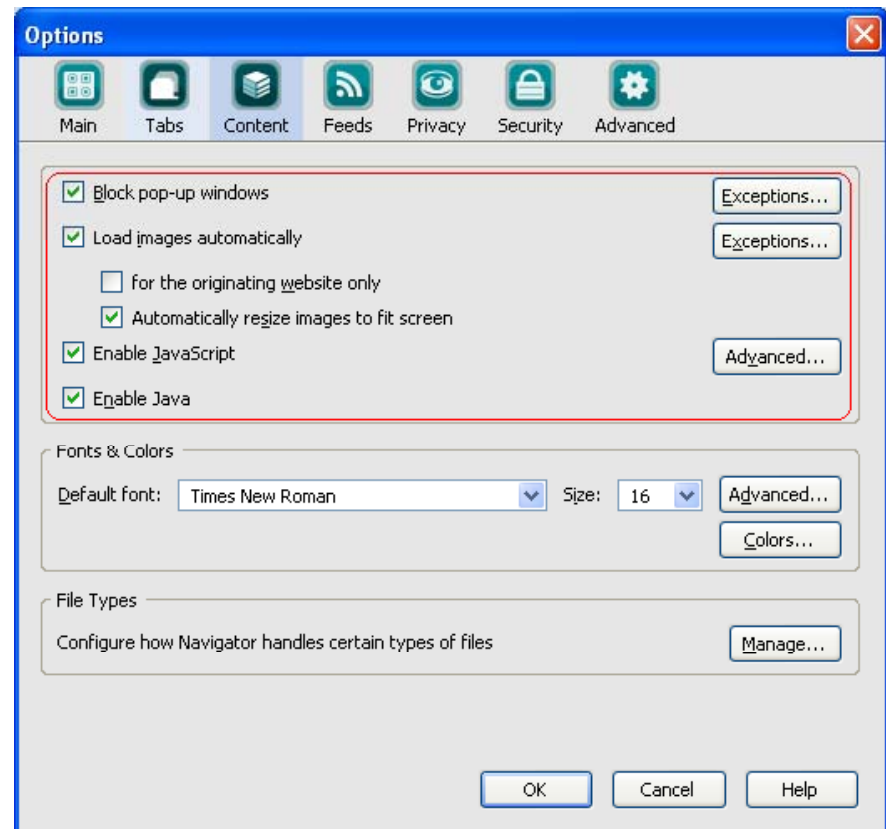 Options
Main Tabs Content Feeds Privacy Security Advanced
Block pop-up windows Exceptions...
Load images automatically Exceptions...
for the originating website only
Automatically resize images to fit screen
Enable JavaScript Advanced...
Enable Java
Fonts & Colors
Default font: Times New Roman Size: 16 Advanced...
Colors...
File Types
Configure how Navigator handles certain types of files Manage...
OK Cancel Help